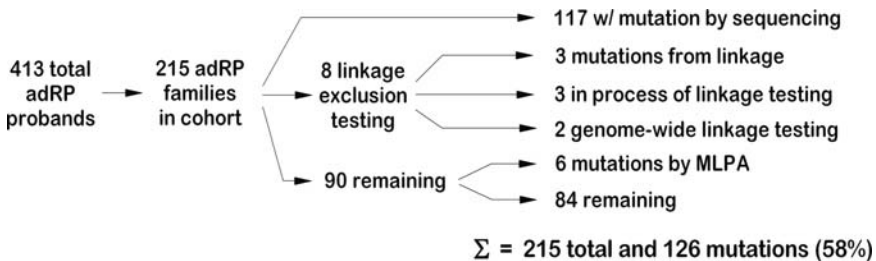 413 total
adRP
probands
215 adRP
families
in cohort
8 linkage
exclusion
testing
90 remaining
117 w/ mutation by sequencing
3 mutations from linkage
3 in process of linkage testing
2 genome-wide linkage testing
6 mutations by MLPA
84 remaining
Σ = 215 total and 126 mutations (58%)